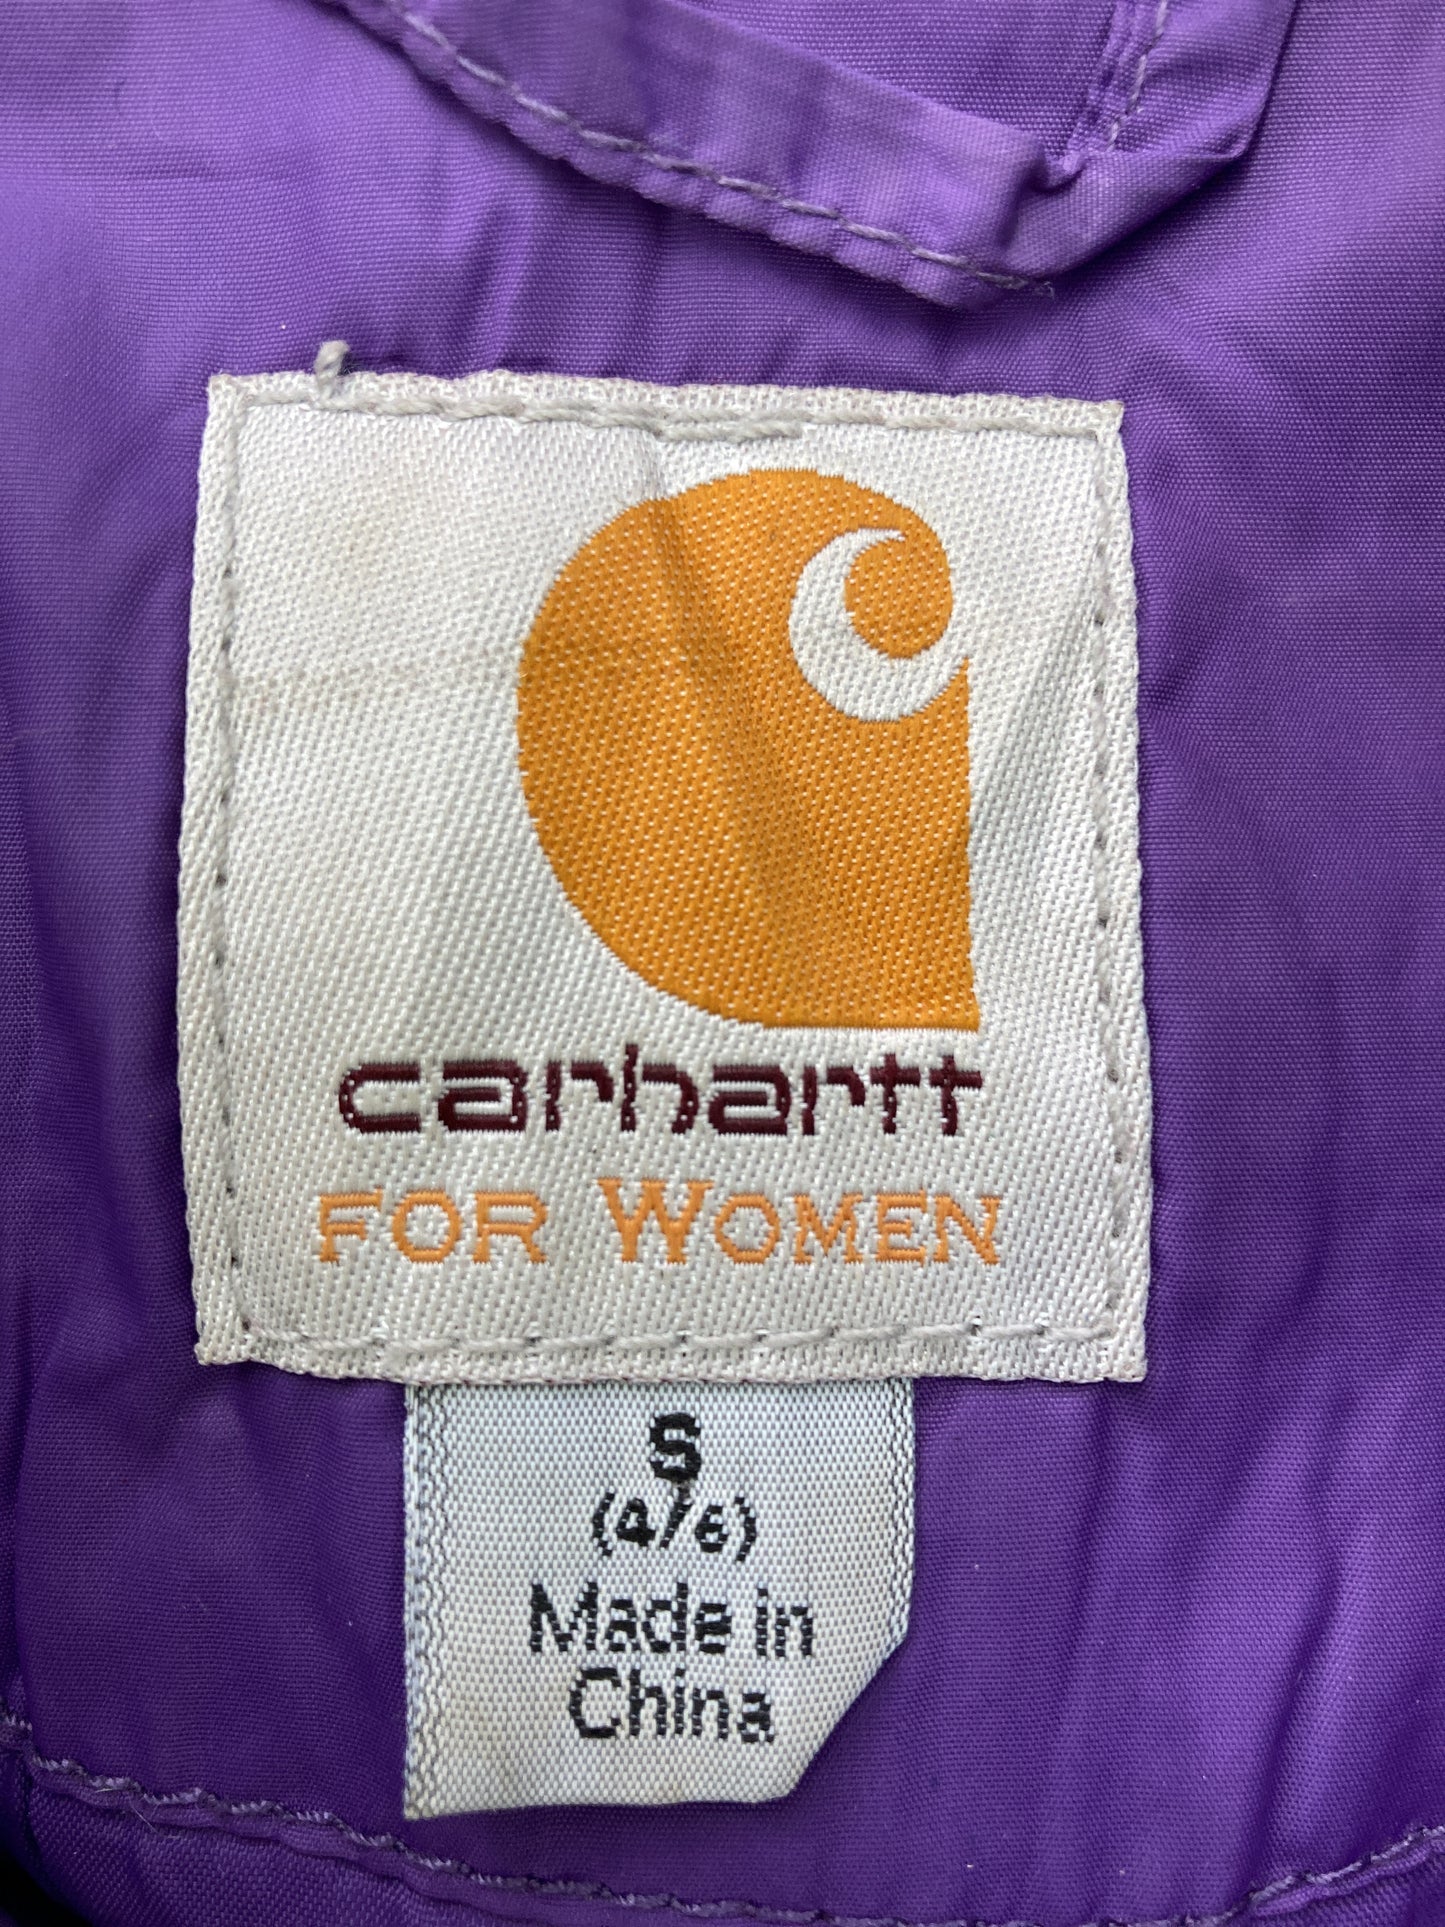 carhartt
FOR WOMEN
S
(4/6)
Made in
China